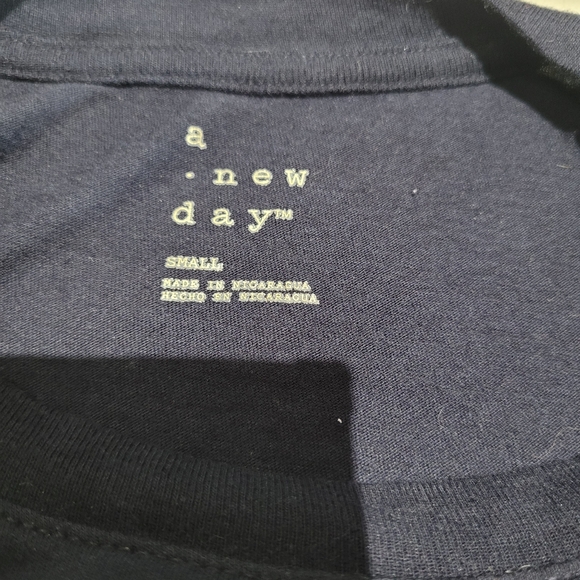 a
· new
day™
SMALL
MADE IN NICARAGUA
HECHO EN NICARAGUA